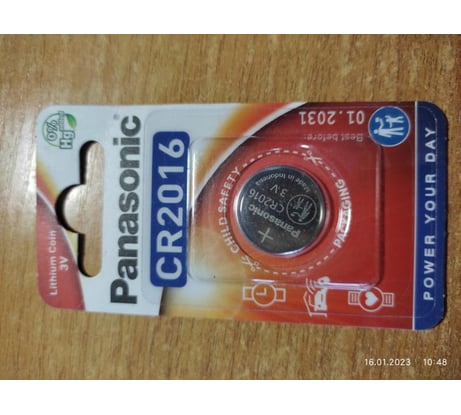 0%
Hg
Lithium Coin
3V
Panasonic
CR2016
CHILD SAFETY
PACKAGING
Panasonic
CR2016
3V
Made in Indonesia
+
Best before:
01.2031
POWER YOUR DAY
16.01.2023 10:48